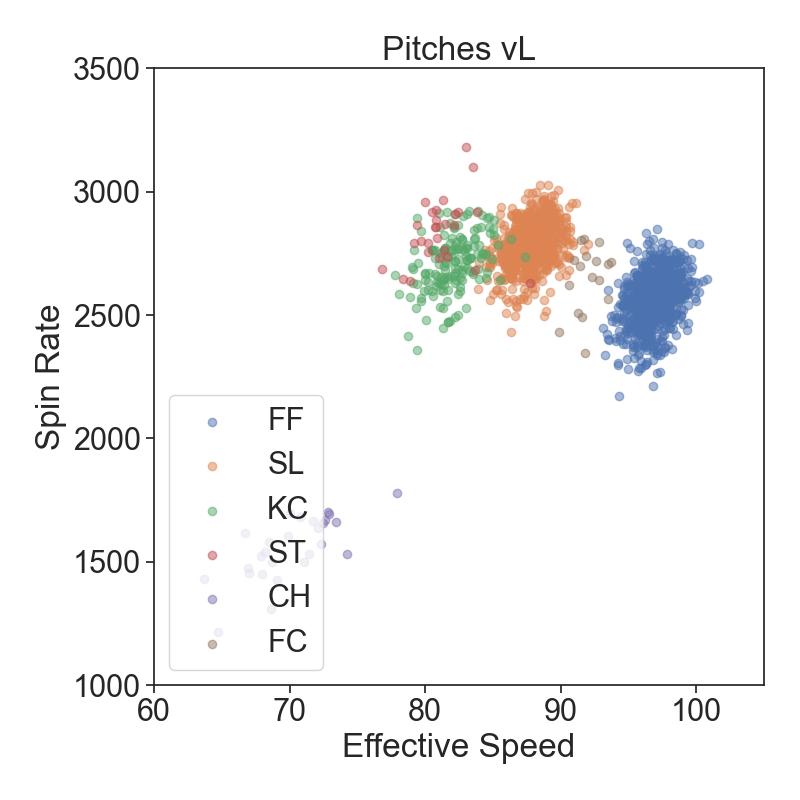 Pitches vL
3500
3000
2500
2000
1500
1000
Spin Rate
FF
SL
KC
ST
CH
FC
60 70 80 90 100
Effective Speed